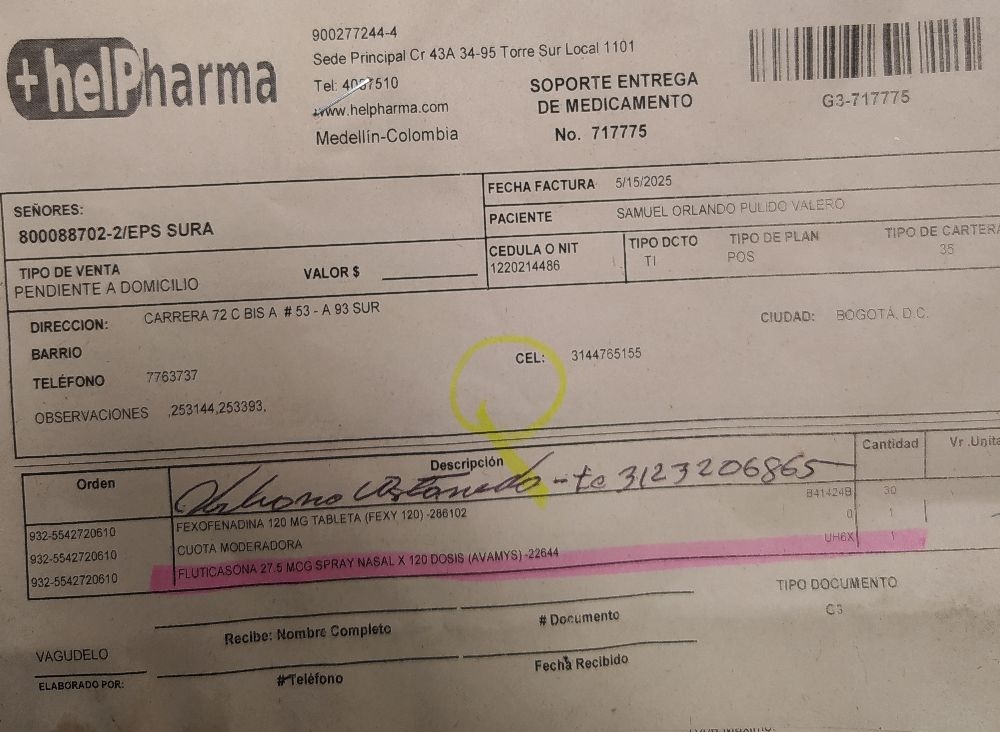 +helPharma
900277244-4
Sede Principal Cr 43A 34-95 Torre Sur Local 1101
Tel: 4087510
www.helpharma.com
Medellín-Colombia
SOPORTE ENTREGA
DE MEDICAMENTO
No. 717775
G3-717775
SEÑORES:
800088702-2/EPS SURA
FECHA FACTURA 5/15/2025
PACIENTE SAMUEL ORLANDO PULIDO VALERO
TIPO DE VENTA
PENDIENTE A DOMICILIO
VALOR $
CEDULA O NIT
1220214486
TIPO DCTO
TI
TIPO DE PLAN
POS
TIPO DE CARTERA
35
DIRECCION: CARRERA 72 C BIS A # 53 - A 93 SUR
CIUDAD: BOGOTÁ, D.C.
BARRIO
CEL: 3144765155
TELÉFONO 7763737
OBSERVACIONES ,253144,253393,
Orden Descripción Cantidad Vr .Unita
- te 3123206865
932-5542720610 FEXOFENADINA 120 MG TABLETA (FEXY 120) -286102 B41424B 30
932-5542720610 CUOTA MODERADORA 0 1
932-5542720610 FLUTICASONA 27.5 MCG SPRAY NASAL X 120 DOSIS (AVAMYS) -22644 UH6X 1
TIPO DOCUMENTO
G3
Recibe: Nombre Completo
# Documento
VAGUDELO
ELABORADO POR:
#Teléfono
Fecha Recibido